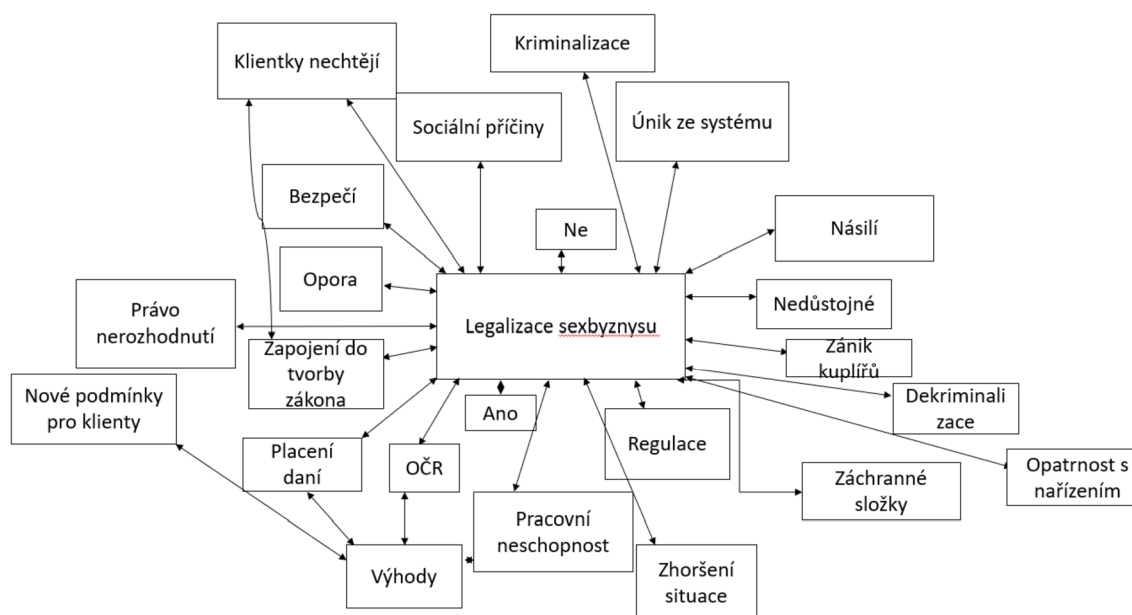 Kriminalizace
Klientky nechtějí
Sociální příčiny
Únik ze systému
Bezpečí
Ne
Násilí
Opora
Nedůstojné
Právo
nerozhodnutí
Legalizace sexbyznysu
Zapojení do
tvorby
zákona
Zánik
kuplířů
Nové podmínky
pro klienty
Ano
Dekriminali
zace
Placení
daní
OČR
Regulace
Opatrnost s
nařízením
Záchranné
složky
Pracovní
neschopnost
Výhody
Zhoršení
situace